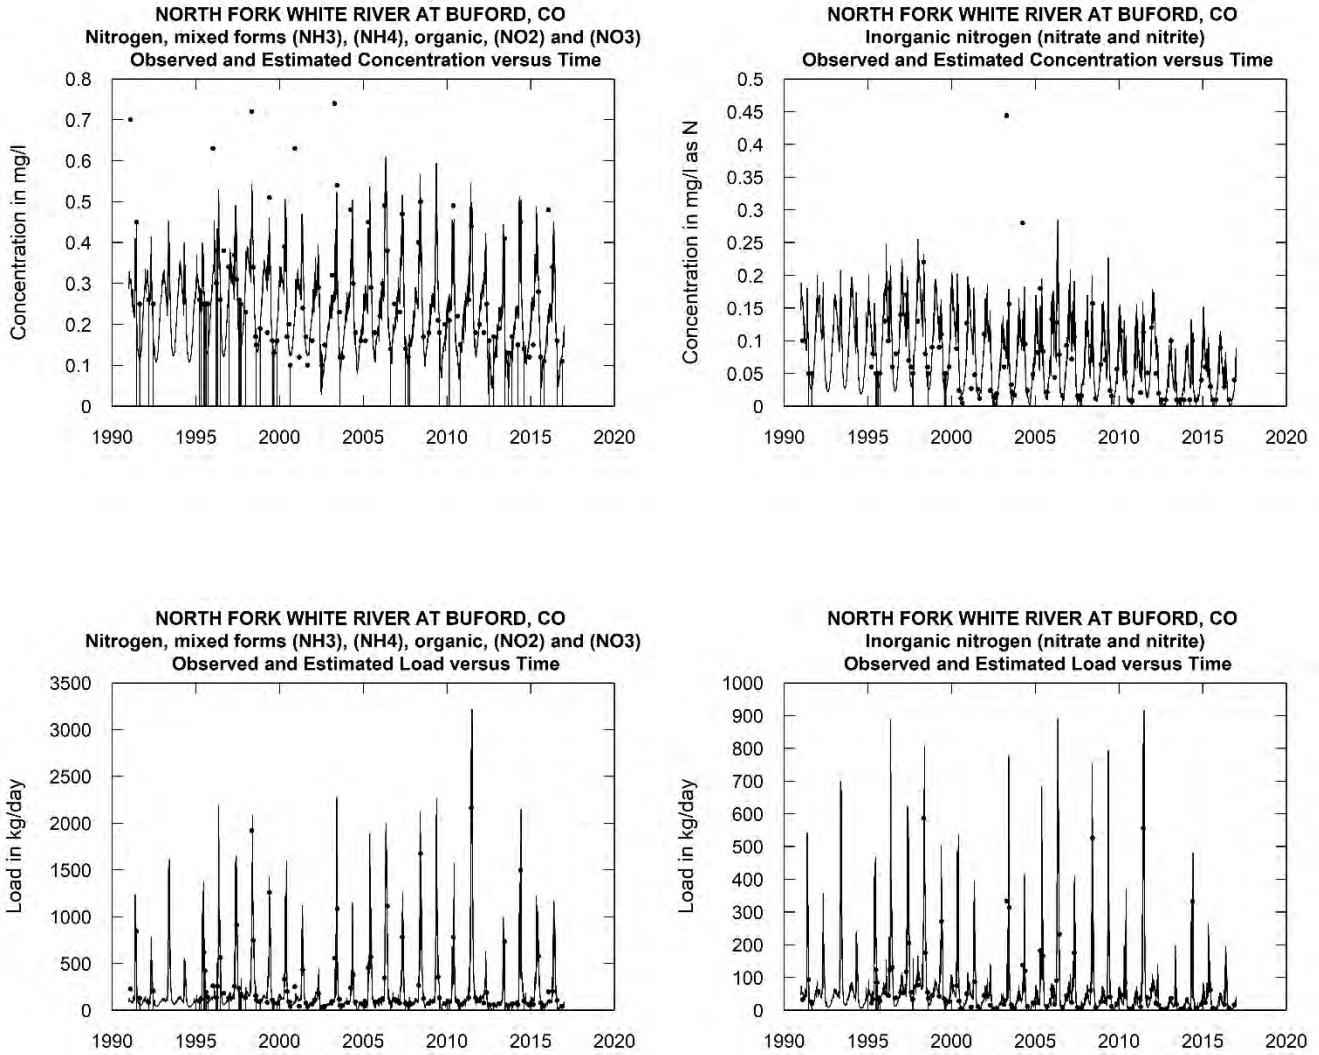 NORTH FORK WHITE RIVER AT BUFORD, CO
Nitrogen, mixed forms (NH3), (NH4), organic, (NO2) and (NO3)
Observed and Estimated Concentration versus Time
0.8
0.7
0.6
0.5
0.4
0.3
0.2
0.1
0
Concentration in mg/l
1990 1995 2000 2005 2010 2015 2020
NORTH FORK WHITE RIVER AT BUFORD, CO
Inorganic nitrogen (nitrate and nitrite)
Observed and Estimated Concentration versus Time
0.5
0.45
0.4
0.35
0.3
0.25
0.2
0.15
0.1
0.05
0
Concentration in mg/l as N
1990 1995 2000 2005 2010 2015 2020
NORTH FORK WHITE RIVER AT BUFORD, CO
Nitrogen, mixed forms (NH3), (NH4), organic, (NO2) and (NO3)
Observed and Estimated Load versus Time
3500
3000
2500
2000
1500
1000
500
0
Load in kg/day
1990 1995 2000 2005 2010 2015 2020
NORTH FORK WHITE RIVER AT BUFORD, CO
Inorganic nitrogen (nitrate and nitrite)
Observed and Estimated Load versus Time
1000
900
800
700
600
500
400
300
200
100
0
Load in kg/day
1990 1995 2000 2005 2010 2015 2020